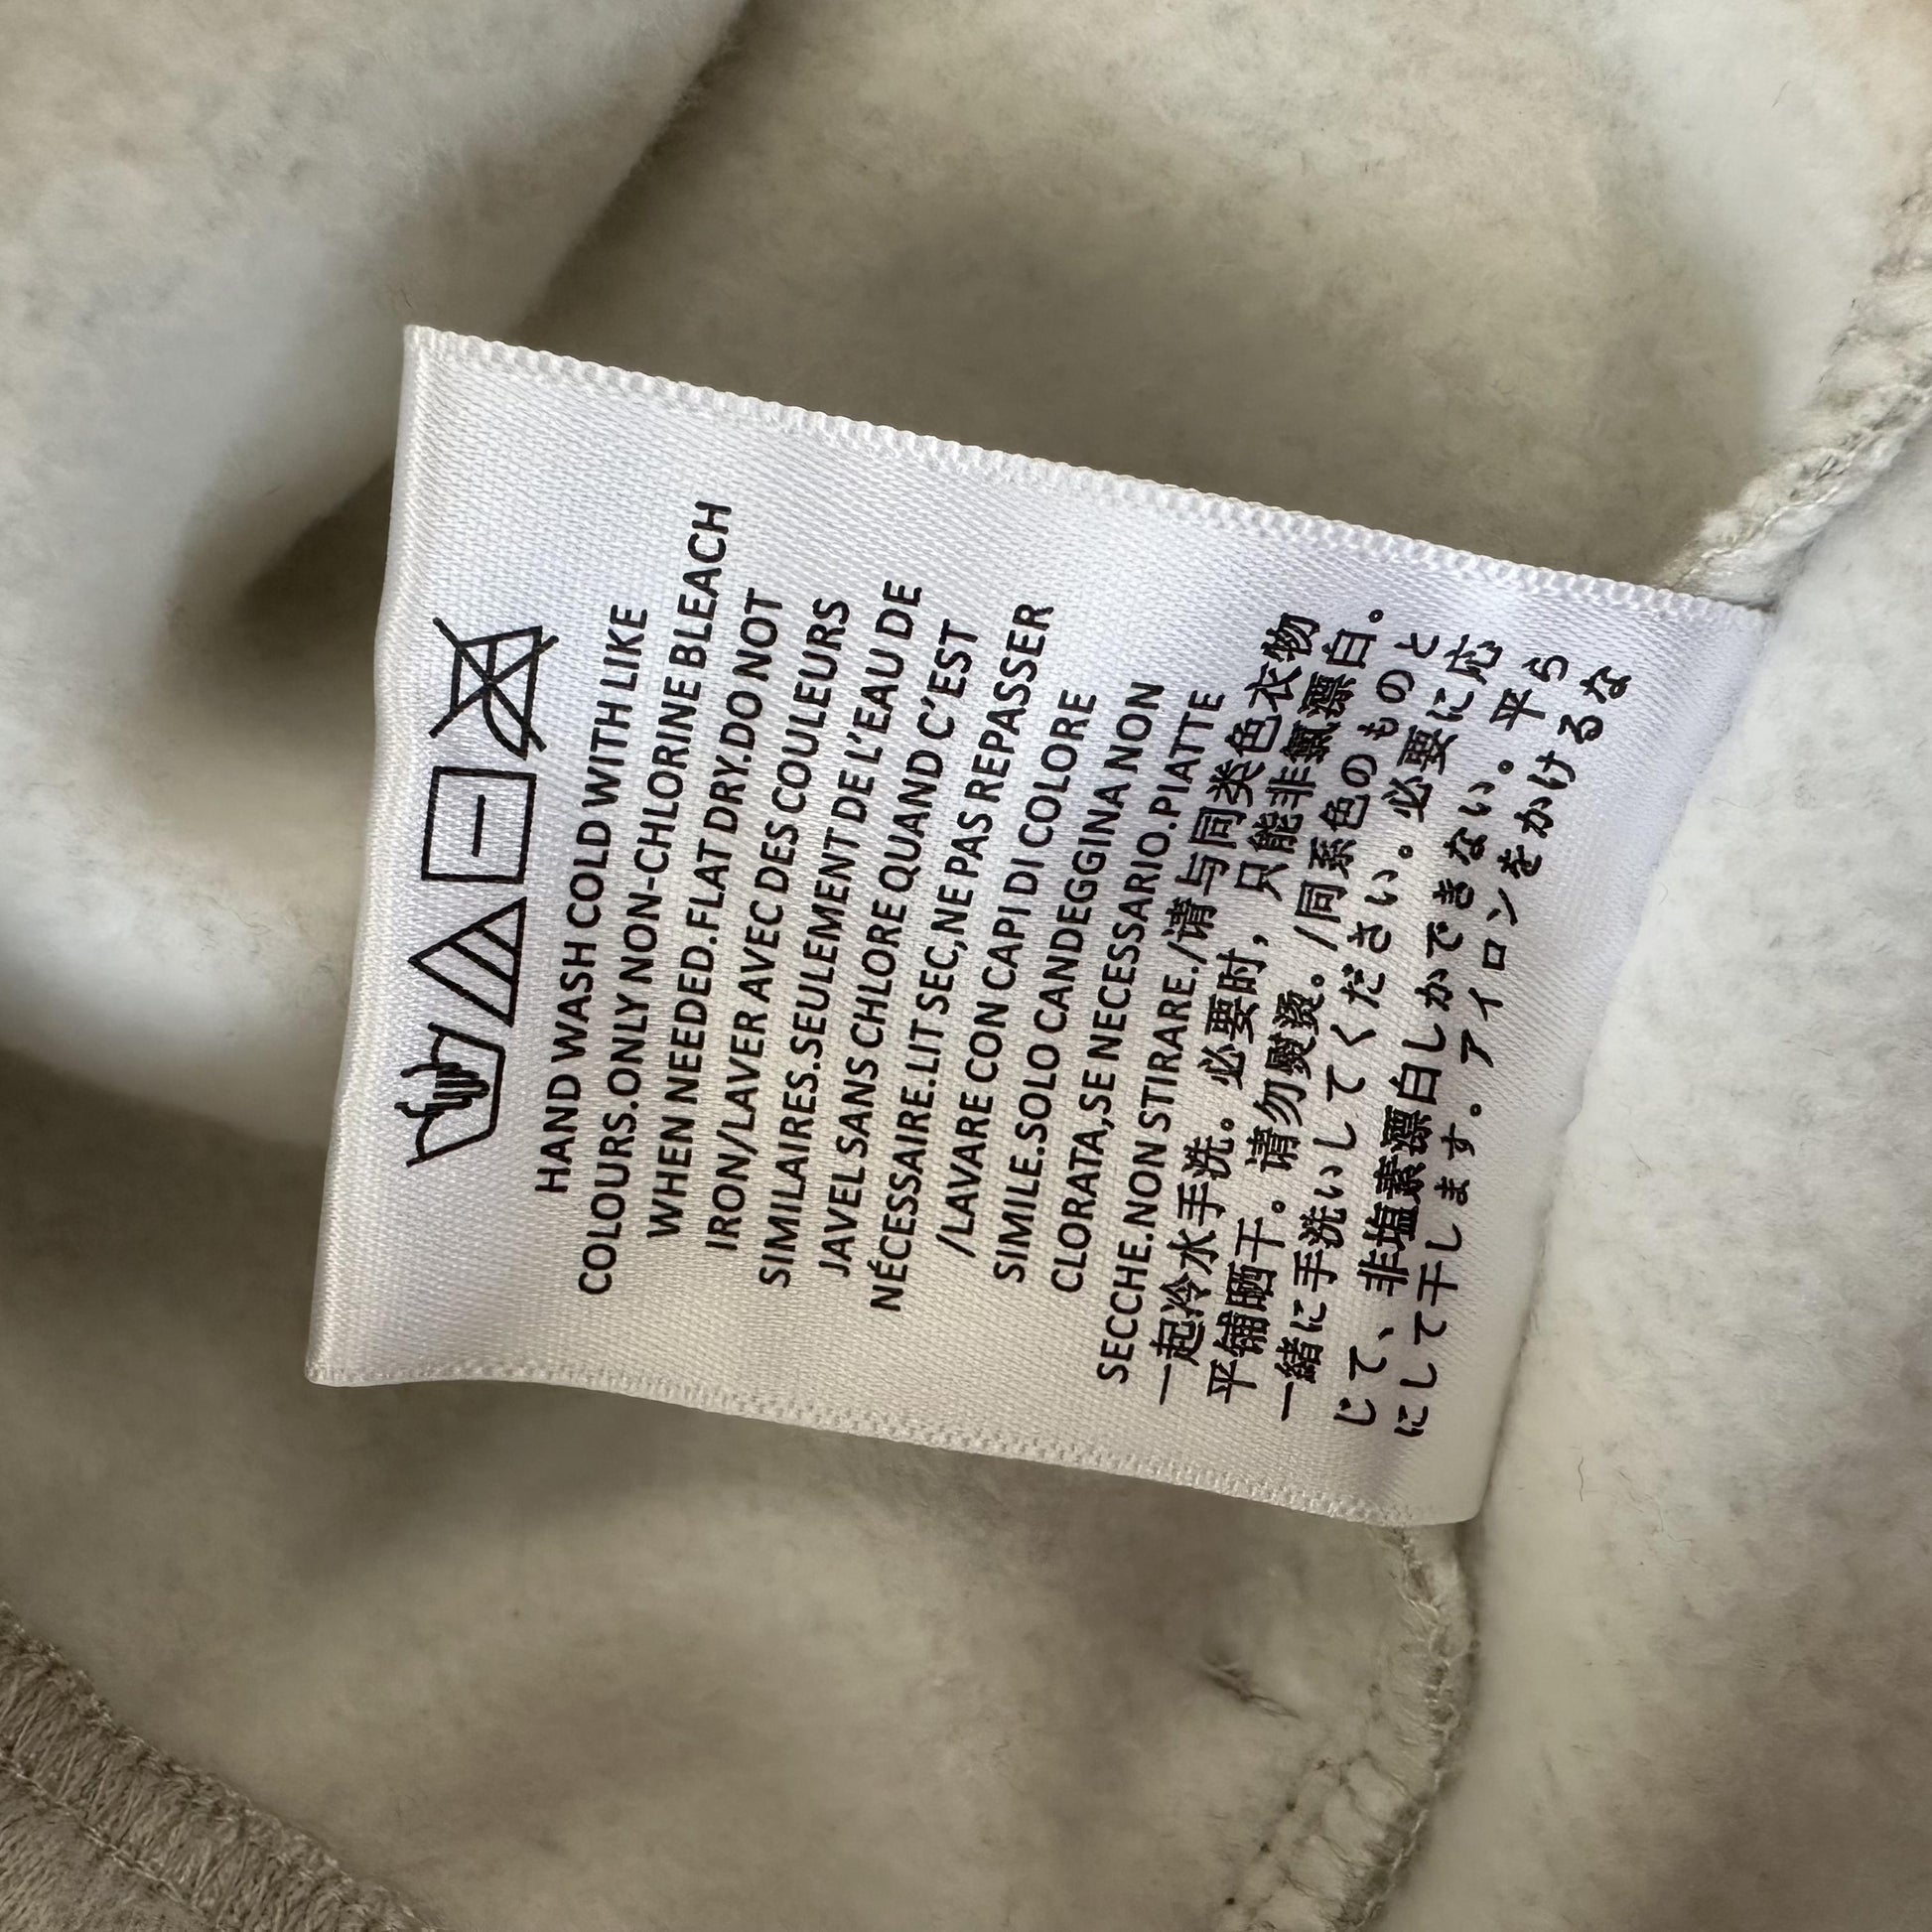 HAND WASH COLD WITH LIKE
COLOURS.ONLY NON-CHLORINE BLEACH
WHEN NEEDED.FLAT DRY.DO NOT
IRON/LAVER AVEC DES COULEURS
SIMILAIRES.SEULEMENT DE L'EAU DE
JAVEL SANS CHLORE QUAND C'EST
NÉCESSAIRE.LIT SEC,NE PAS REPASSER
/LAVARE CON CAPI DI COLORE
SIMILE.SOLO CANDEGGINA NON
CLORATA,SE NECESSARIO.PIATTE
SECCHE.NON STIRARE./请与同类色衣物
一起冷水手洗。必要时，只能非氯漂白。
平铺晒干。请勿熨烫。/同系色のものと
一緒に手洗いしてください。必要に応
じて、非塩素漂白しかできない。平ら
にして干します。アイロンをかけるな